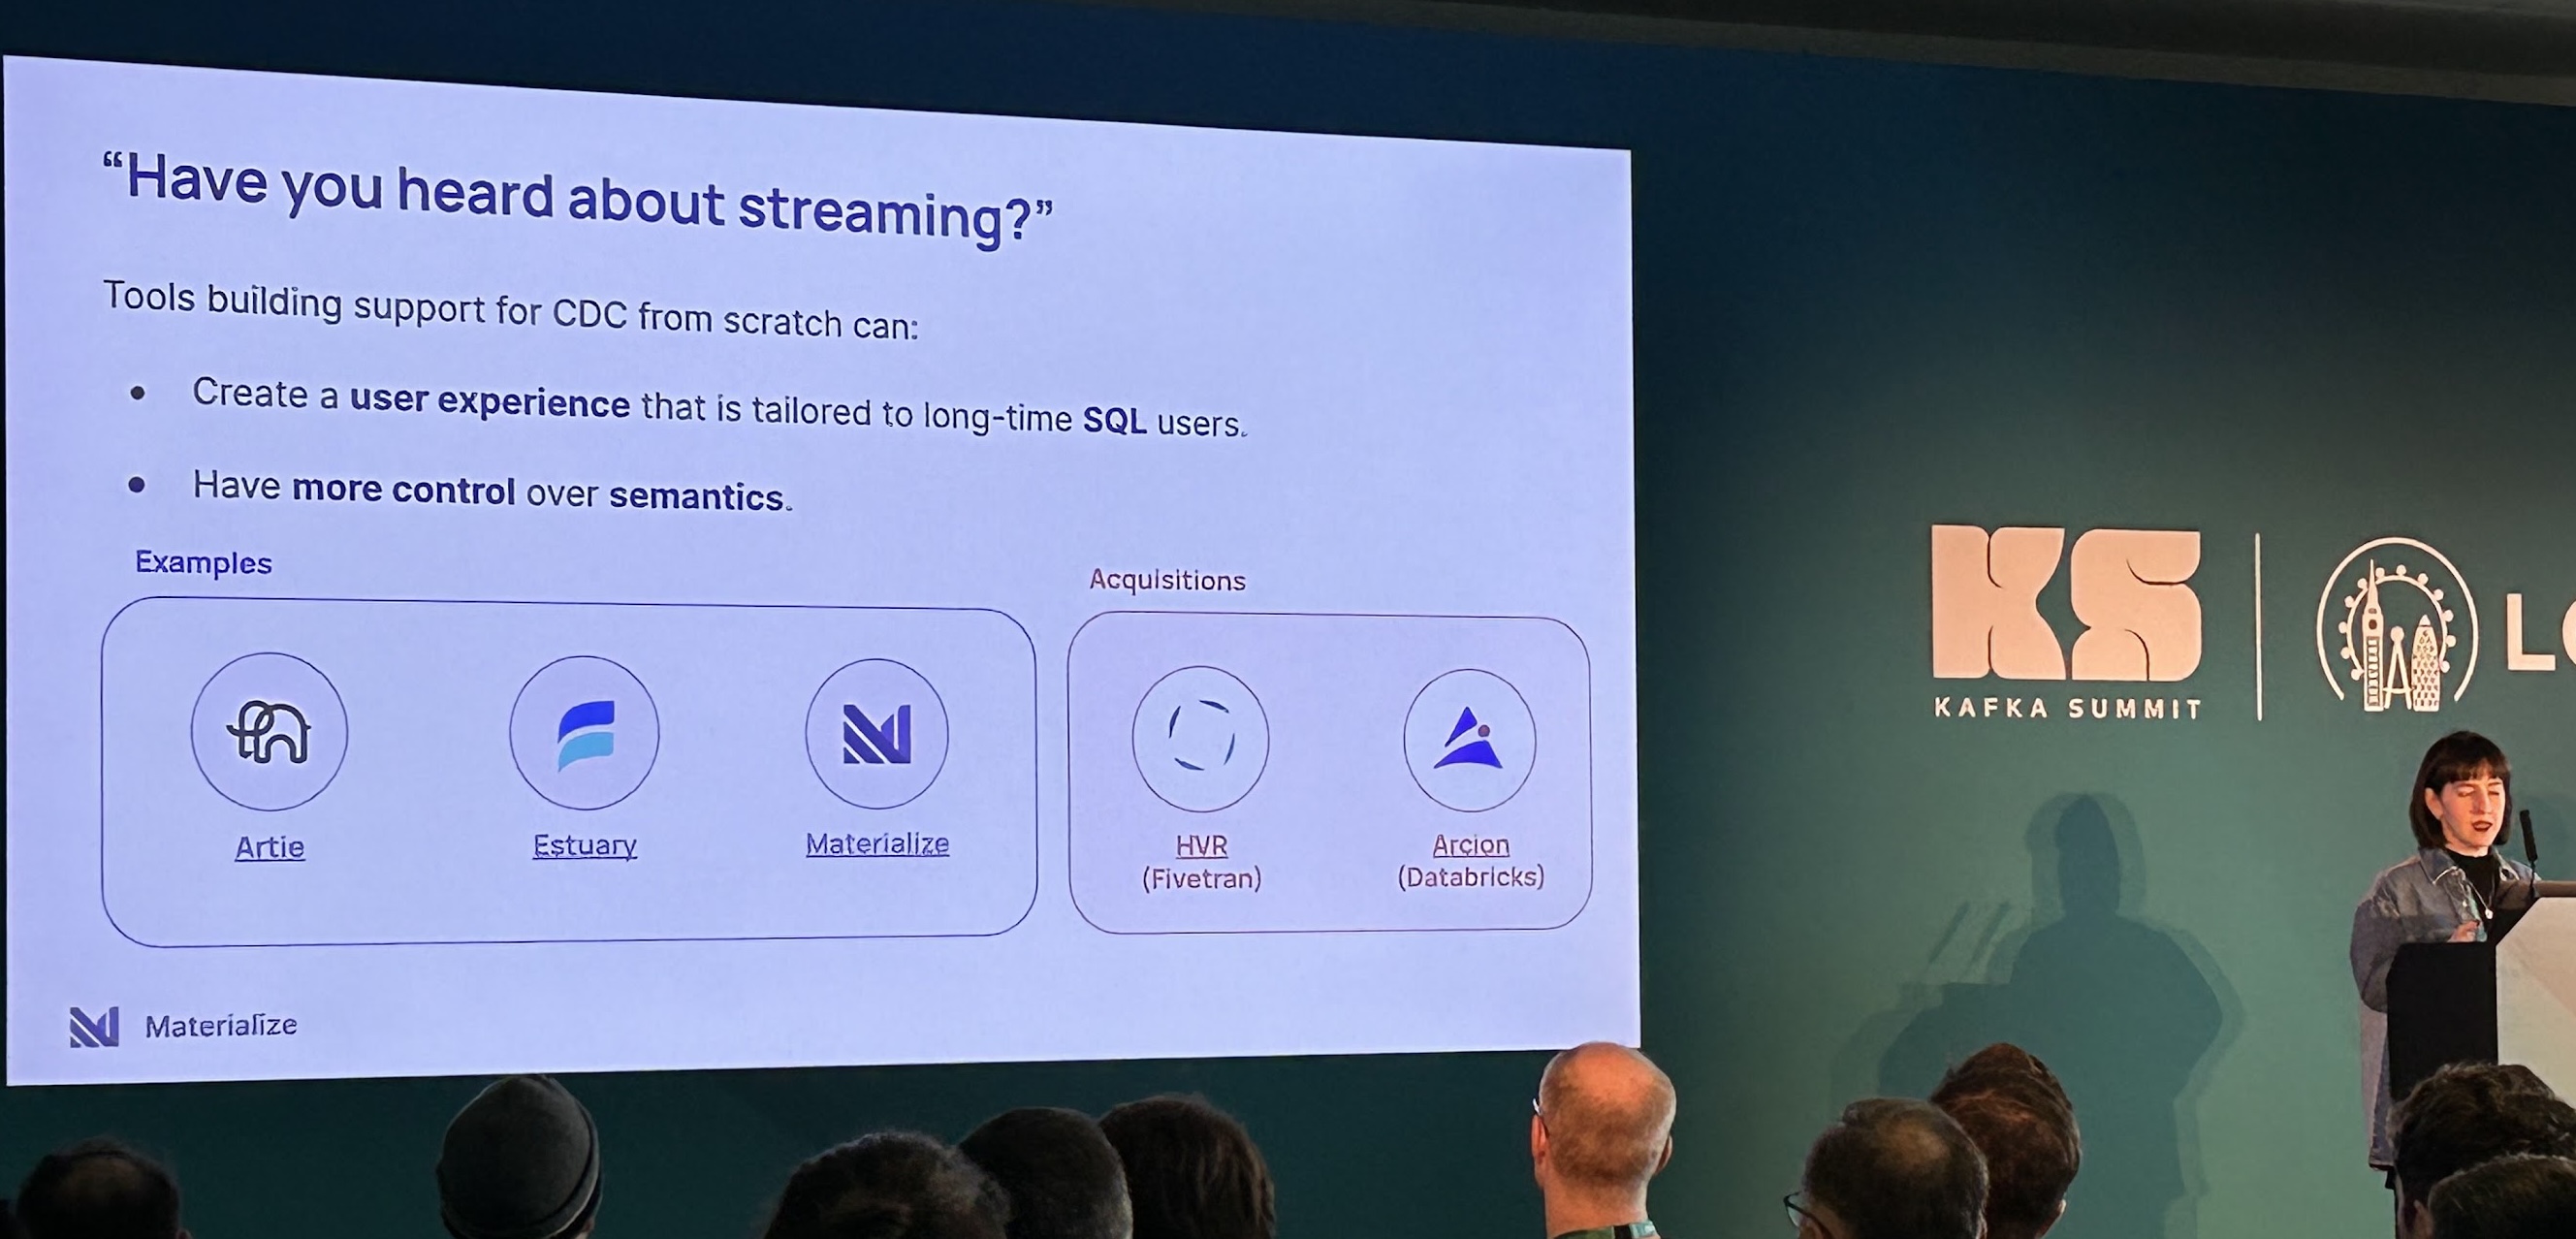 “Have you heard about streaming?”
Tools building support for CDC from scratch can:
• Create a user experience that is tailored to long-time SQL users.
• Have more control over semantics.
Examples
Artie
Estuary
Materialize
Acquisitions
HVR
(Fivetran)
Arcion
(Databricks)
Materialize
KS
KAFKA SUMMIT